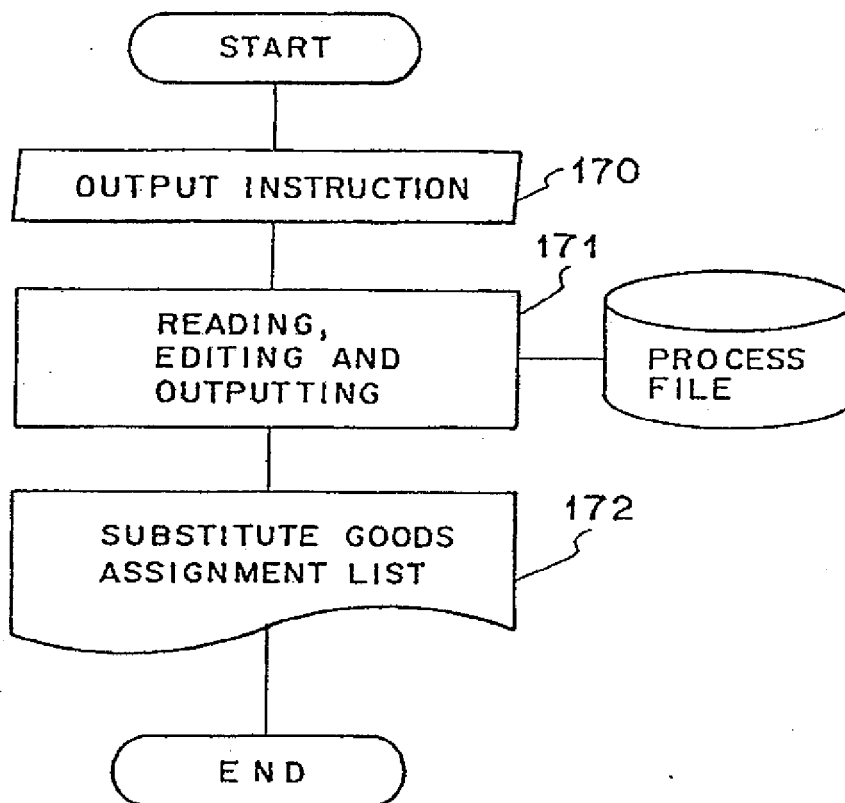 START
OUTPUT INSTRUCTION
170
171
READING,
EDITING AND
OUTPUTTING
PROCESS
FILE
172
SUBSTITUTE GOODS
ASSIGNMENT LIST
END